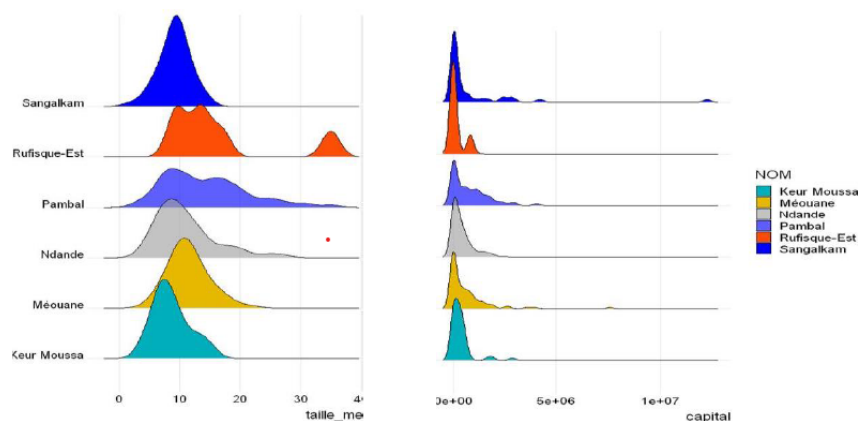 Sangalkam
Rufisque-Est
Pambal
Ndande
Méouane
Keur Moussa
0 10 20 30 40
taille_me
0e+00 5e+06 1e+07
capital
NOM
Keur Moussa
Méouane
Ndande
Pambal
Rufisque-Est
Sangalkam